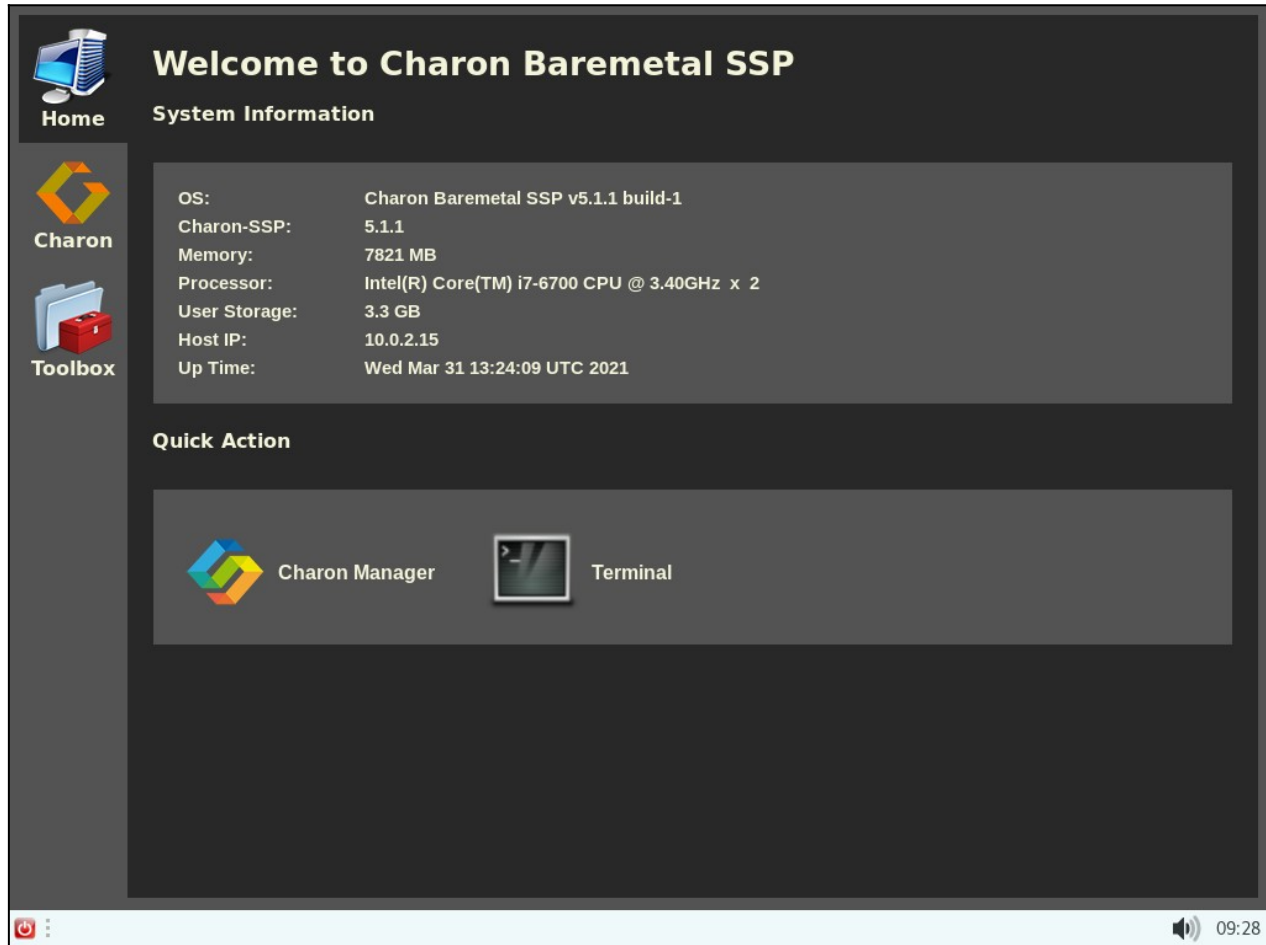 Welcome to Charon Baremetal SSP
System Information
Home
Charon
Toolbox
OS: Charon Baremetal SSP v5.1.1 build-1
Charon-SSP: 5.1.1
Memory: 7821 MB
Processor: Intel(R) Core(TM) i7-6700 CPU @ 3.40GHz x 2
User Storage: 3.3 GB
Host IP: 10.0.2.15
Up Time: Wed Mar 31 13:24:09 UTC 2021
Quick Action
Charon Manager
Terminal
09:28